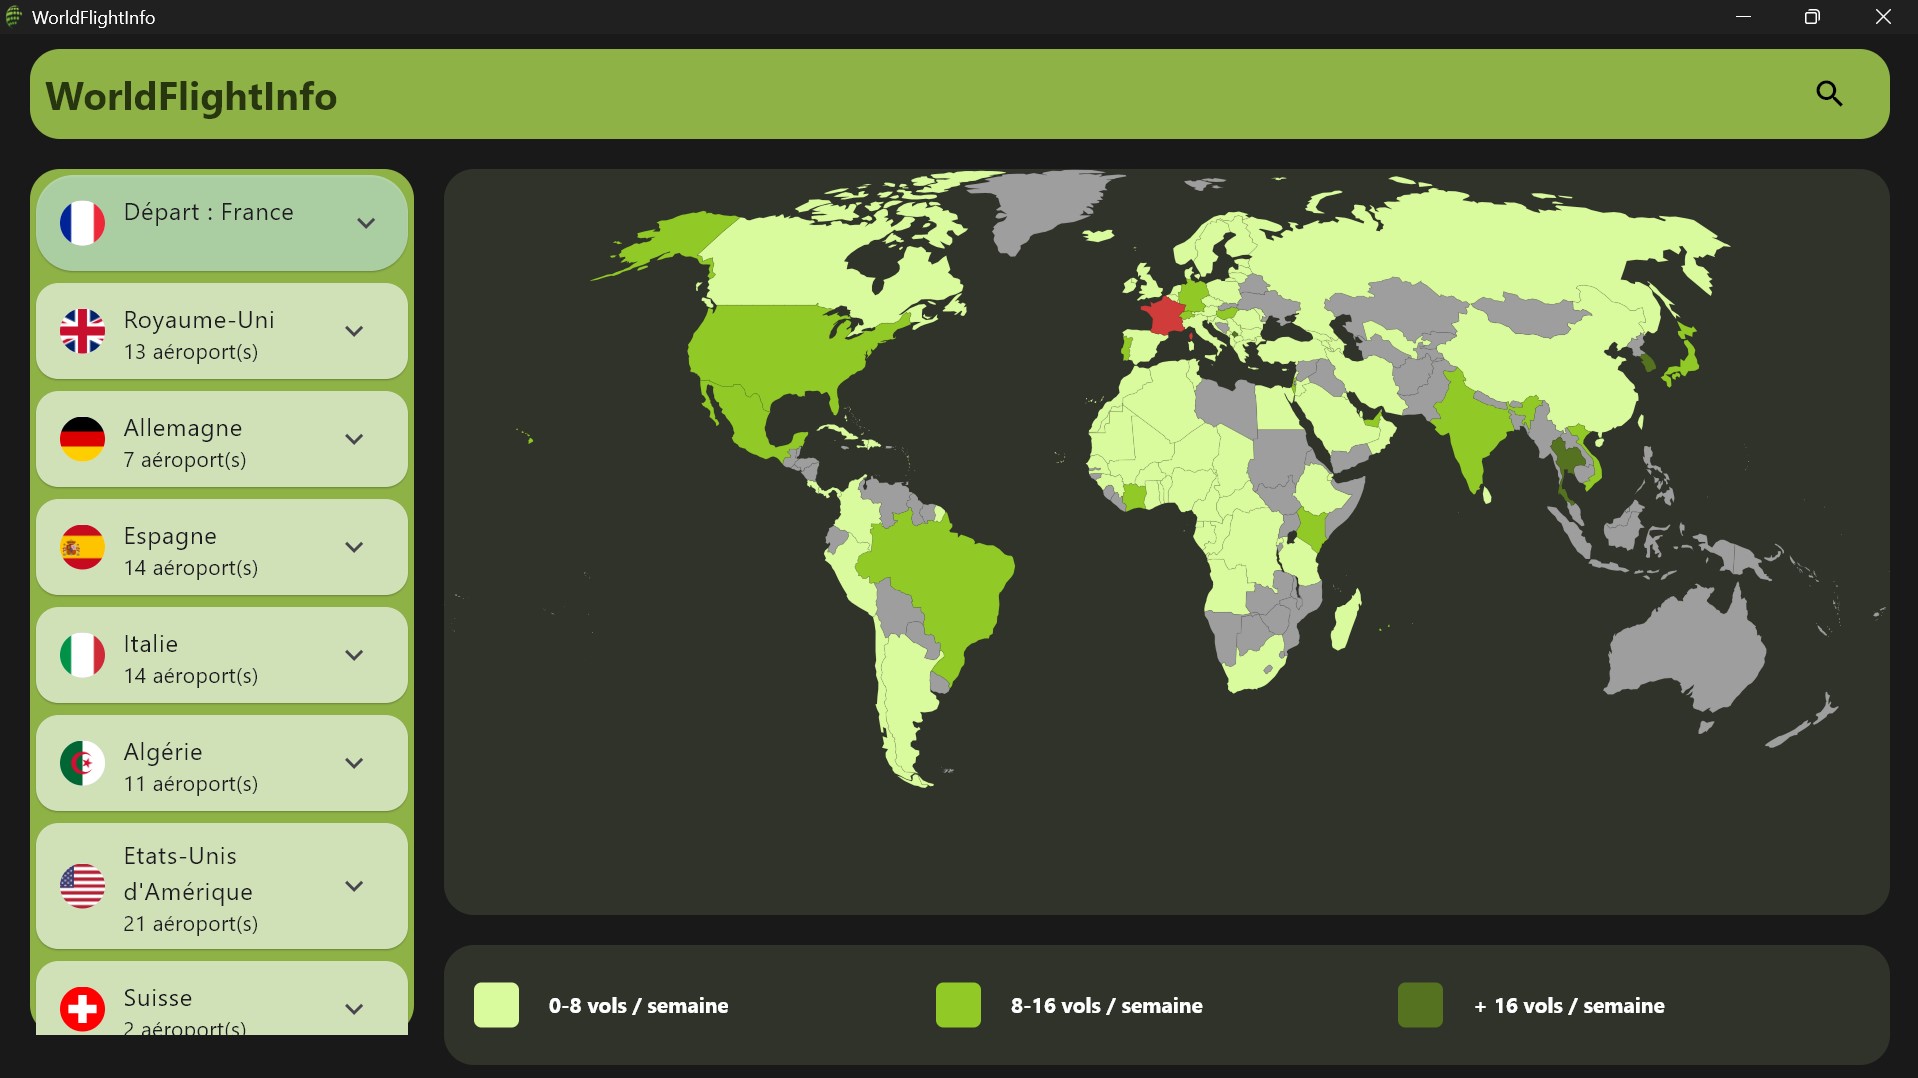 WorldFlightInfo
WorldFlightInfo
Départ : France
Royaume-Uni
13 aéroport(s)
Allemagne
7 aéroport(s)
Espagne
14 aéroport(s)
Italie
14 aéroport(s)
Algérie
11 aéroport(s)
Etats-Unis
d'Amérique
21 aéroport(s)
Suisse
2 aéroport(s)
0-8 vols / semaine
8-16 vols / semaine
+ 16 vols / semaine